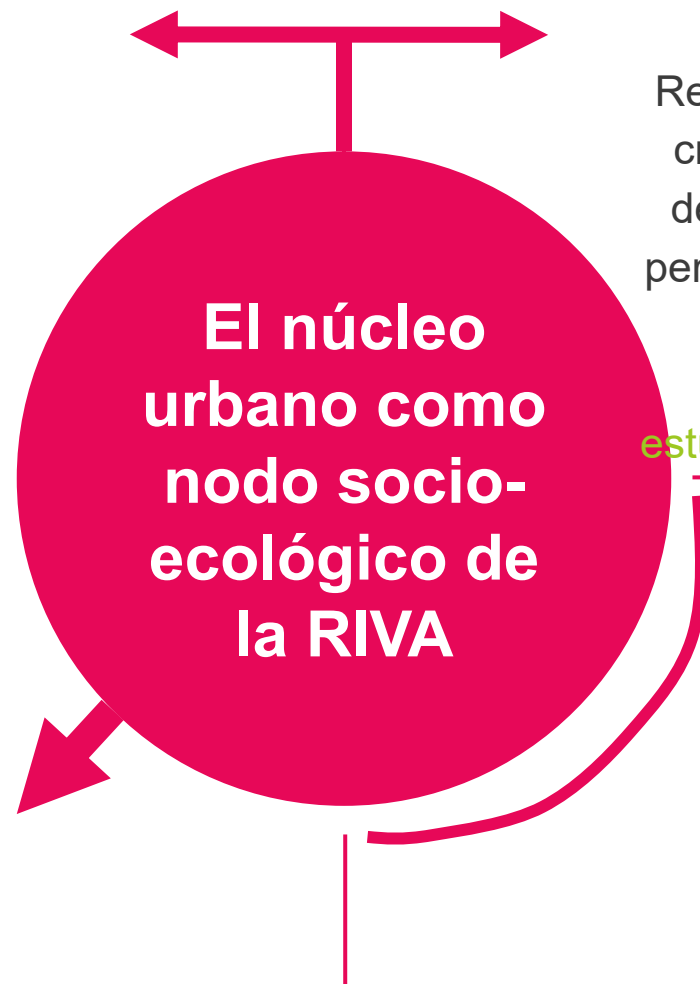 El núcleo
urbano como
nodo socio-
ecológico de
la RIVA